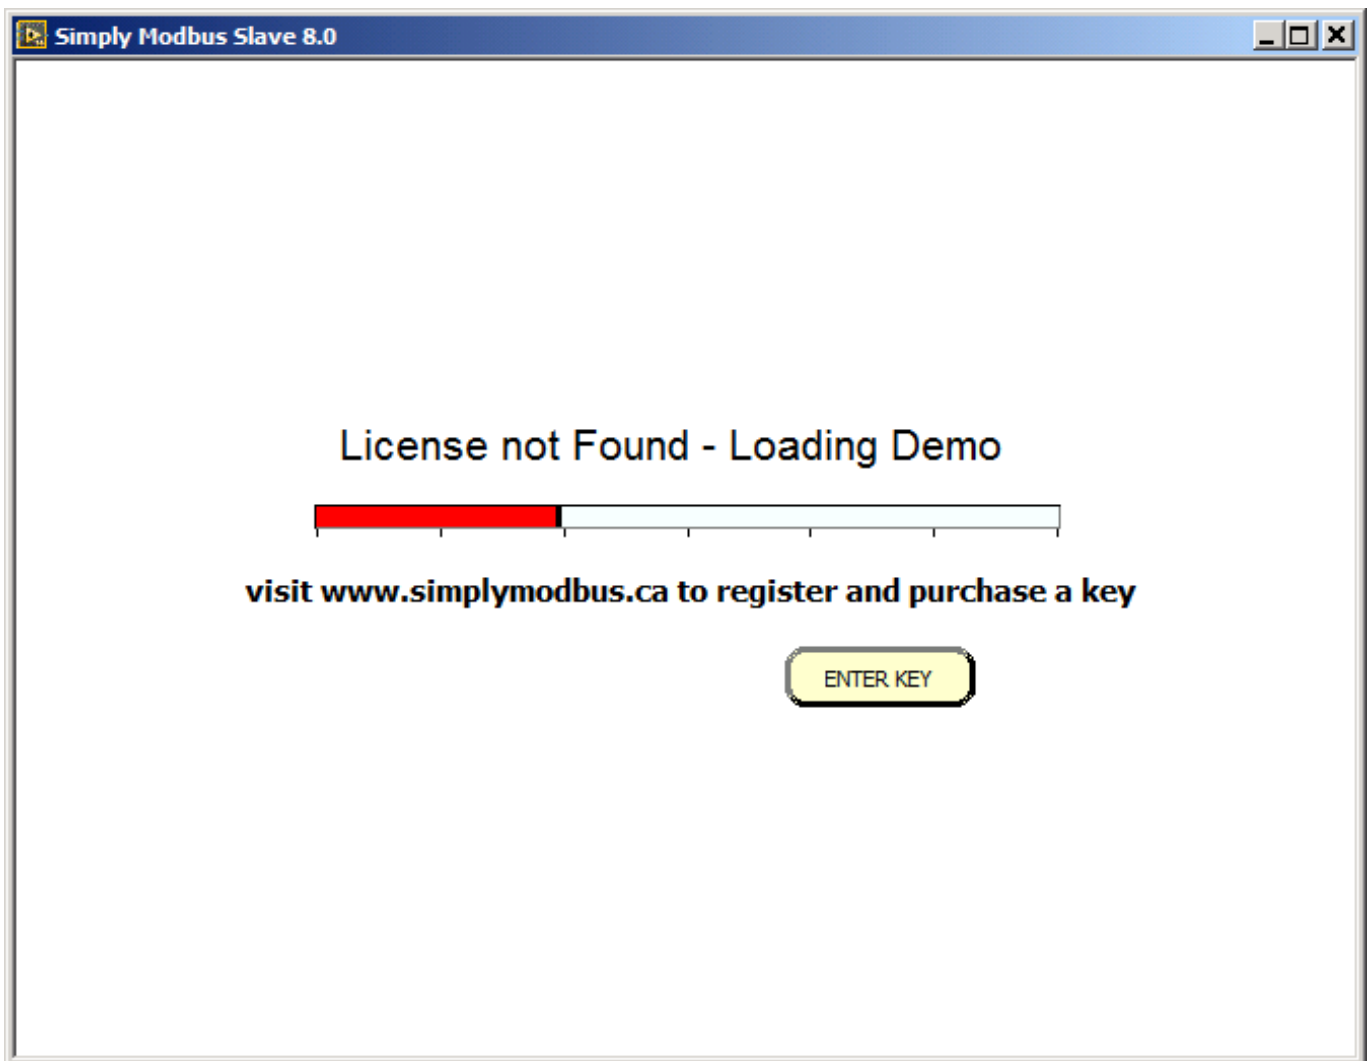 Simply Modbus Slave 8.0
License not Found - Loading Demo
visit www.simplymodbus.ca to register and purchase a key
ENTER KEY